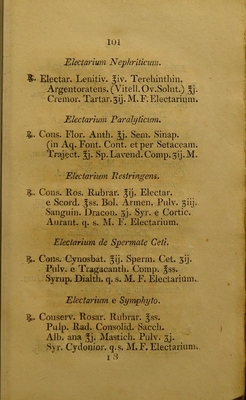 101
Electarium Nephriticum.
℞. Electar. Lenitiv. ℥iv. Terebinthin.
Argentoratens. (Vitell. Ov. Solut.) ℥j.
Cremor. Tartar. ʒij. M. F. Electarium.
Electarium Paralyticum.
℞. Cons. Flor. Anth. ℥j. Sem. Sinap.
(in Aq. Font. Cont. et per Setaceam.
Traject. ℥j. Sp. Lavend. Comp. ʒij. M.
Electarium Restringens.
℞. Cons. Ros. Rubrar. ℥ij. Electar.
e Scord. ℥ss. Bol. Armen. Pulv. ʒiij.
Sanguin. Dracon. ʒj. Syr. e Cortic.
Aurant. q. s. M. F. Electarium.
Electarium de Spermate Ceti.
℞. Cons. Cynosbat. ℥ij. Sperm. Cet. ʒij.
Pulv. e Tragacanth. Comp. ℥ss.
Syrup. Dialth. q. s. M. F. Electarium.
Electarium e Symphyto.
℞. Conserv. Rosar. Rubrar. ℥ss.
Pulp. Rad. Consolid. Sacch.
Alb. ana ℥j. Mastich. Pulv. ʒj.
Syr. Cydonior. q. s. M. F. Electarium.
I 3